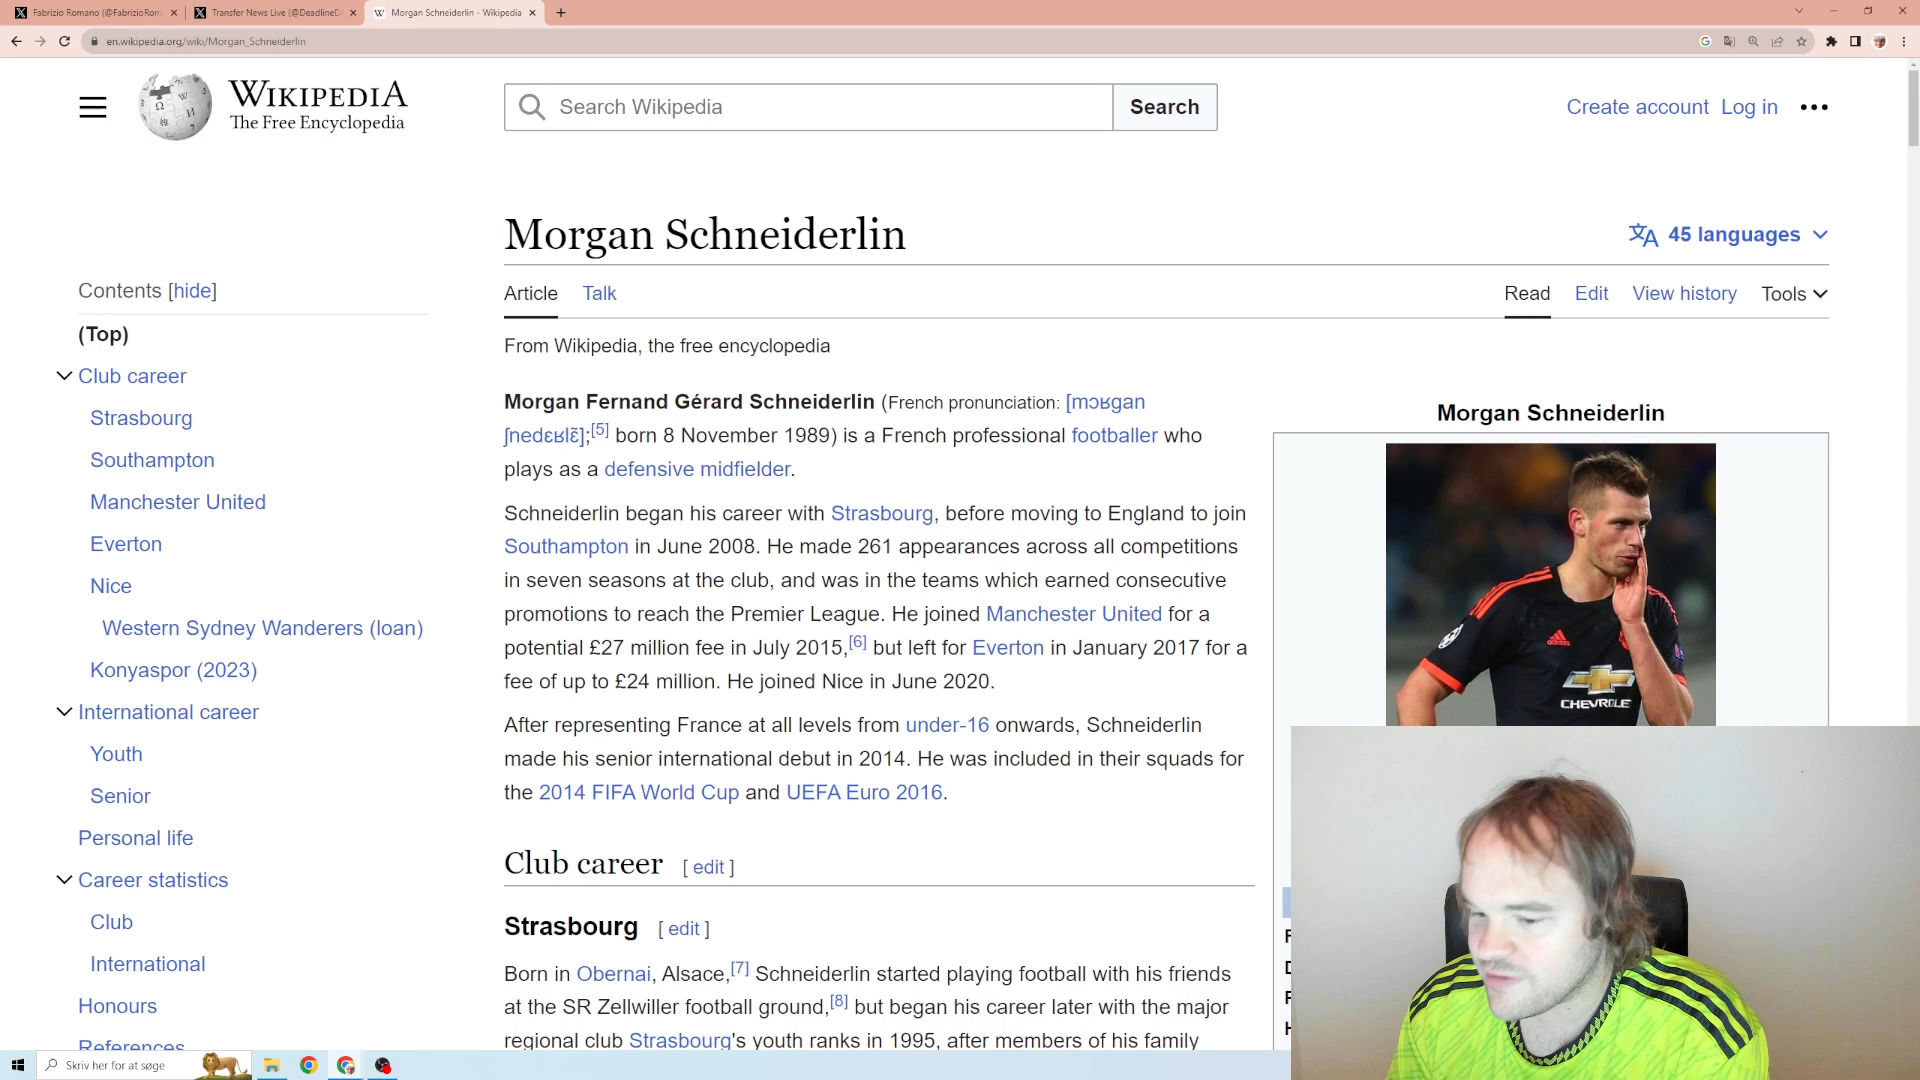 Fabrizio Romano (@FabrizioRom
Transfer News Live (@DeadlineD
Morgan Schneiderlin - Wikipedia
en.wikipedia.org/wiki/Morgan_Schneiderlin
WIKIPEDIA
The Free Encyclopedia
Search Wikipedia
Search
Create account
Log in
Morgan Schneiderlin
45 languages
Contents [hide]
(Top)
Club career
Strasbourg
Southampton
Manchester United
Everton
Nice
Western Sydney Wanderers (loan)
Konyaspor (2023)
International career
Youth
Senior
Personal life
Career statistics
Club
International
Honours
References
Article
Talk
Read
Edit
View history
Tools
From Wikipedia, the free encyclopedia
Morgan Fernand Gérard Schneiderlin (French pronunciation: [mɔʁgan
ʃnedɛʁlɛ̃];[5] born 8 November 1989) is a French professional footballer who
plays as a defensive midfielder.
Schneiderlin began his career with Strasbourg, before moving to England to join
Southampton in June 2008. He made 261 appearances across all competitions
in seven seasons at the club, and was in the teams which earned consecutive
promotions to reach the Premier League. He joined Manchester United for a
potential £27 million fee in July 2015,[6] but left for Everton in January 2017 for a
fee of up to £24 million. He joined Nice in June 2020.
After representing France at all levels from under-16 onwards, Schneiderlin
made his senior international debut in 2014. He was included in their squads for
the 2014 FIFA World Cup and UEFA Euro 2016.
Club career [ edit ]
Strasbourg [ edit ]
Born in Obernai, Alsace,[7] Schneiderlin started playing football with his friends
at the SR Zellwiller football ground,[8] but began his career later with the major
regional club Strasbourg's youth ranks in 1995, after members of his family
Morgan Schneiderlin
adidas
CHEVROLET
Skriv her for at søge